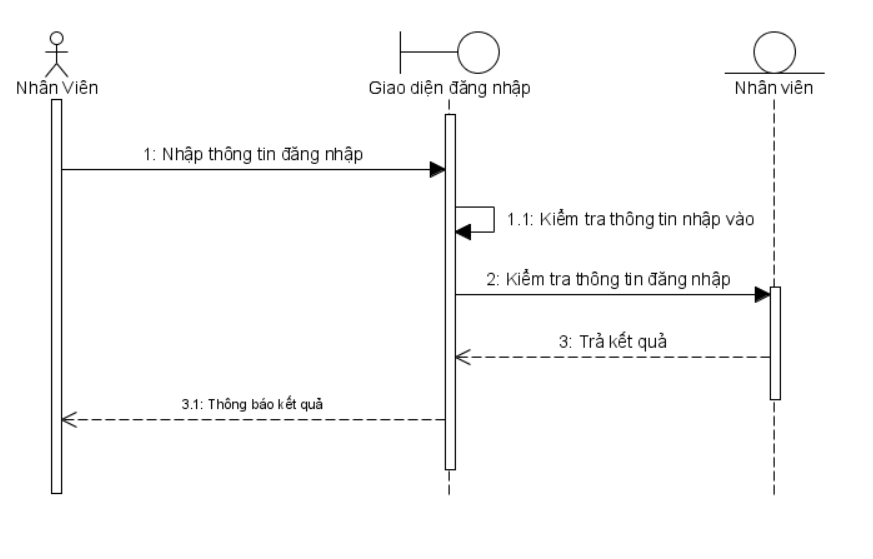 Nhân Viên
Giao diện đăng nhập
Nhân viên
1: Nhập thông tin đăng nhập
1.1: Kiểm tra thông tin nhập vào
2: Kiểm tra thông tin đăng nhập
3: Trả kết quả
3.1: Thông báo kết quả